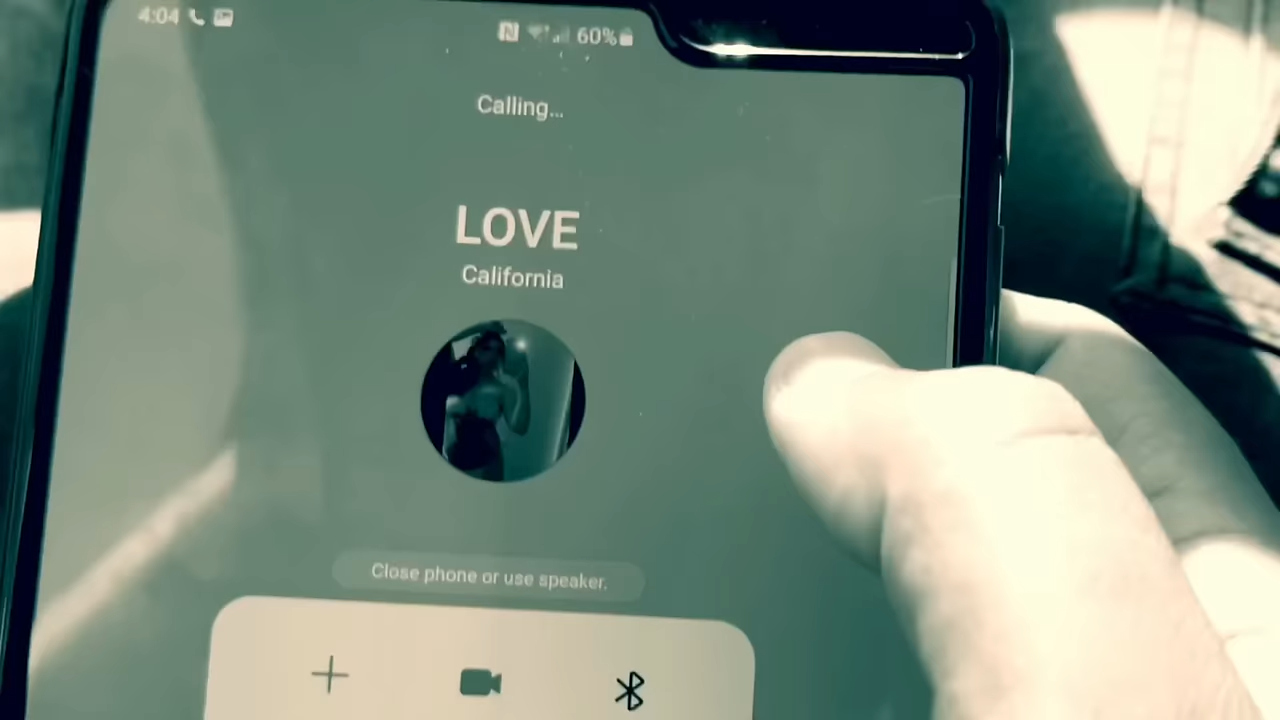 4:04
60%
Calling...
LOVE
California
Close phone or use speaker.